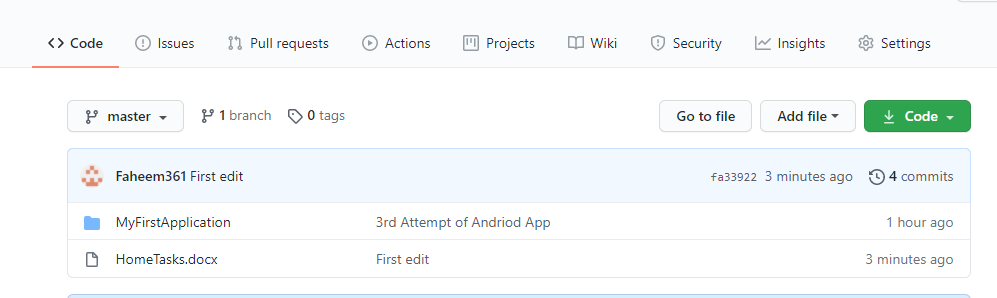 Code Issues Pull requests Actions Projects Wiki Security Insights Settings
master 1 branch 0 tags Go to file Add file Code
Faheem361 First edit fa33922 3 minutes ago 4 commits
MyFirstApplication 3rd Attempt of Andriod App 1 hour ago
HomeTasks.docx First edit 3 minutes ago